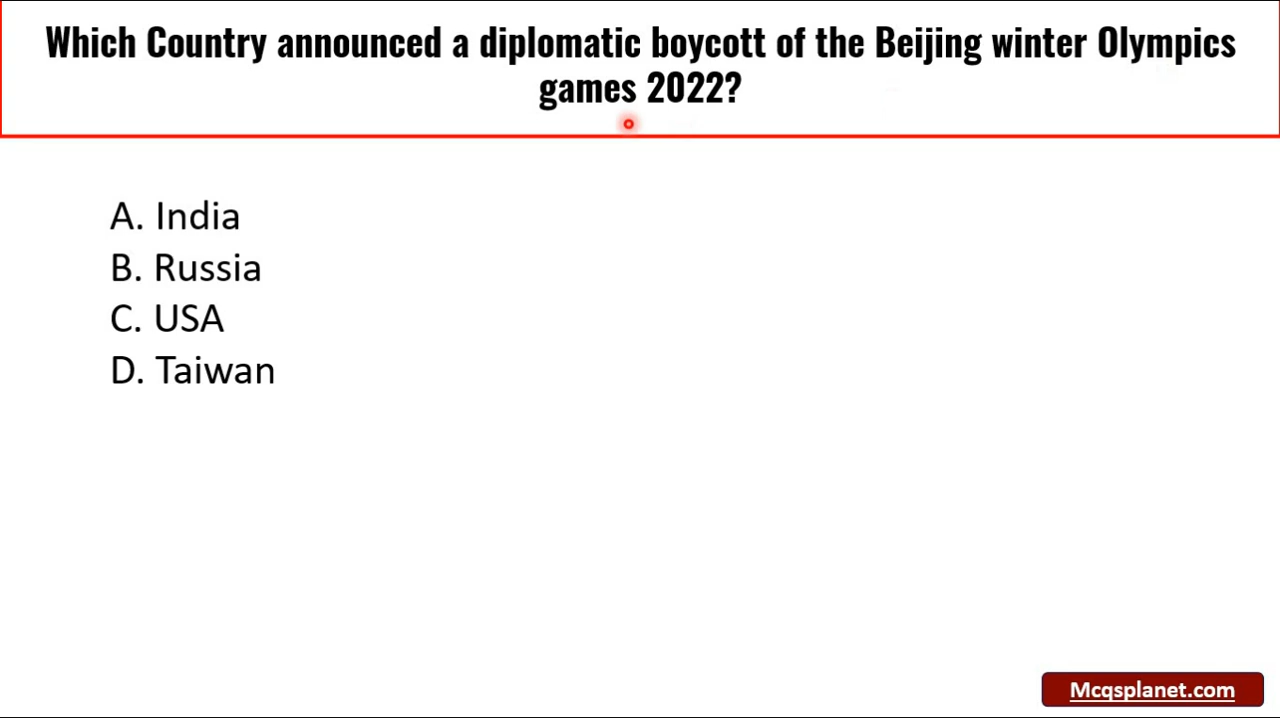 Which Country announced a diplomatic boycott of the Beijing winter Olympics
games 2022?
A. India
B. Russia
C. USA
D. Taiwan
Mcqsplanet.com